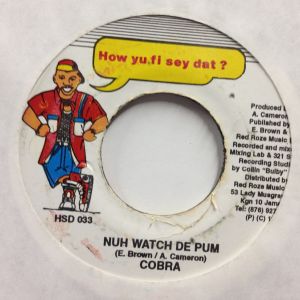 How yu fi sey dat ?
Produced
A. Cameron
Published by
E. Brown &
Red Roze Music
Recorded and mixed
Mixing Lab & 321 S
Recording Studi
by Collin "Bulby"
Distributed by
Red Roze Music
53 Lady Musgra
Kgn 10 Jam
Tel: (876) 927
(P) (C) 1
HSD 033
NUH WATCH DE PUM
(E. Brown / A. Cameron)
COBRA